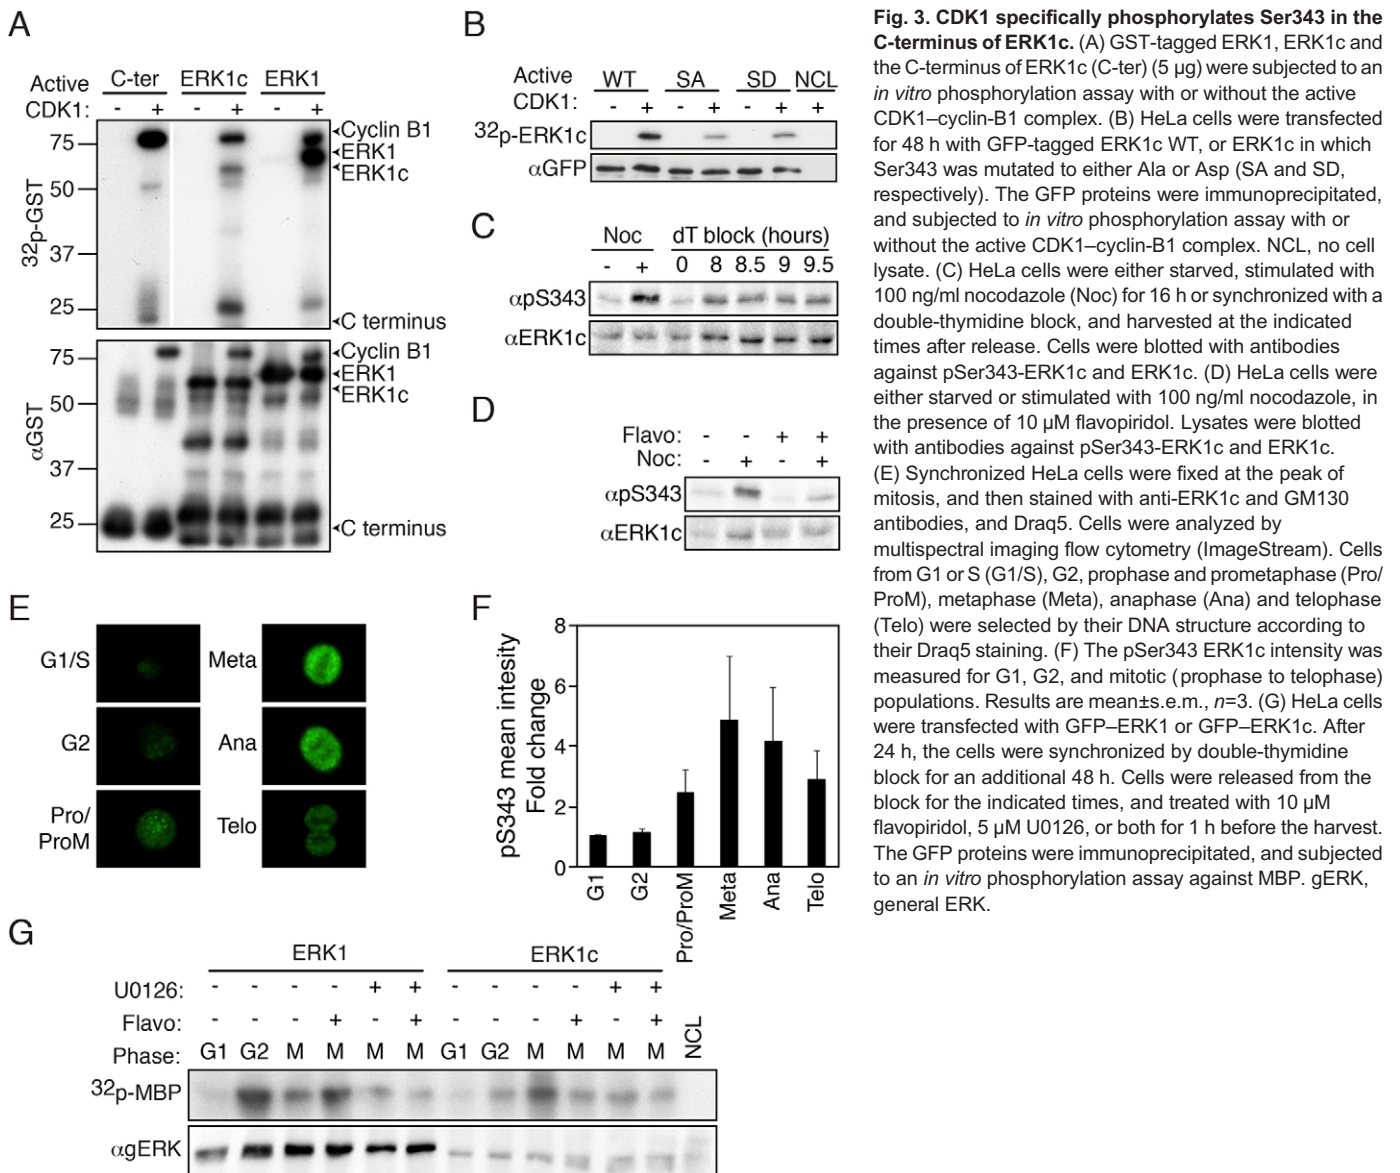 A
Active
CDK1:
C-ter ERK1c ERK1
- + - + - +
32p-GST
75
50
37
25
Cyclin B1
ERK1
ERK1c
C terminus
αGST
75
50
37
25
Cyclin B1
ERK1
ERK1c
C terminus
B
Active
CDK1:
WT SA SD NCL
- + - + - + +
32p-ERK1c
αGFP
C
Noc dT block (hours)
- + 0 8 8.5 9 9.5
αpS343
αERK1c
D
Flavo: - - + +
Noc: - + - +
αpS343
αERK1c
E
G1/S
G2
Pro/
ProM
Meta
Ana
Telo
F
pS343 mean intesity
Fold change
8
6
4
2
0
G1
G2
Pro/ProM
Meta
Ana
Telo
G
ERK1 ERK1c
U0126: - - - - + + - - - - + +
Flavo: - - - + - + - - - + - +
Phase: G1 G2 M M M M G1 G2 M M M M NCL
32p-MBP
αgERK
Fig. 3. CDK1 specifically phosphorylates Ser343 in the
C-terminus of ERK1c. (A) GST-tagged ERK1, ERK1c and
the C-terminus of ERK1c (C-ter) (5 µg) were subjected to an
in vitro phosphorylation assay with or without the active
CDK1–cyclin-B1 complex. (B) HeLa cells were transfected
for 48 h with GFP-tagged ERK1c WT, or ERK1c in which
Ser343 was mutated to either Ala or Asp (SA and SD,
respectively). The GFP proteins were immunoprecipitated,
and subjected to in vitro phosphorylation assay with or
without the active CDK1–cyclin-B1 complex. NCL, no cell
lysate. (C) HeLa cells were either starved, stimulated with
100 ng/ml nocodazole (Noc) for 16 h or synchronized with a
double-thymidine block, and harvested at the indicated
times after release. Cells were blotted with antibodies
against pSer343-ERK1c and ERK1c. (D) HeLa cells were
either starved or stimulated with 100 ng/ml nocodazole, in
the presence of 10 µM flavopiridol. Lysates were blotted
with antibodies against pSer343-ERK1c and ERK1c.
(E) Synchronized HeLa cells were fixed at the peak of
mitosis, and then stained with anti-ERK1c and GM130
antibodies, and Draq5. Cells were analyzed by
multispectral imaging flow cytometry (ImageStream). Cells
from G1 or S (G1/S), G2, prophase and prometaphase (Pro/
ProM), metaphase (Meta), anaphase (Ana) and telophase
(Telo) were selected by their DNA structure according to
their Draq5 staining. (F) The pSer343 ERK1c intensity was
measured for G1, G2, and mitotic (prophase to telophase)
populations. Results are mean±s.e.m., n=3. (G) HeLa cells
were transfected with GFP–ERK1 or GFP–ERK1c. After
24 h, the cells were synchronized by double-thymidine
block for an additional 48 h. Cells were released from the
block for the indicated times, and treated with 10 µM
flavopiridol, 5 µM U0126, or both for 1 h before the harvest.
The GFP proteins were immunoprecipitated, and subjected
to an in vitro phosphorylation assay against MBP. gERK,
general ERK.